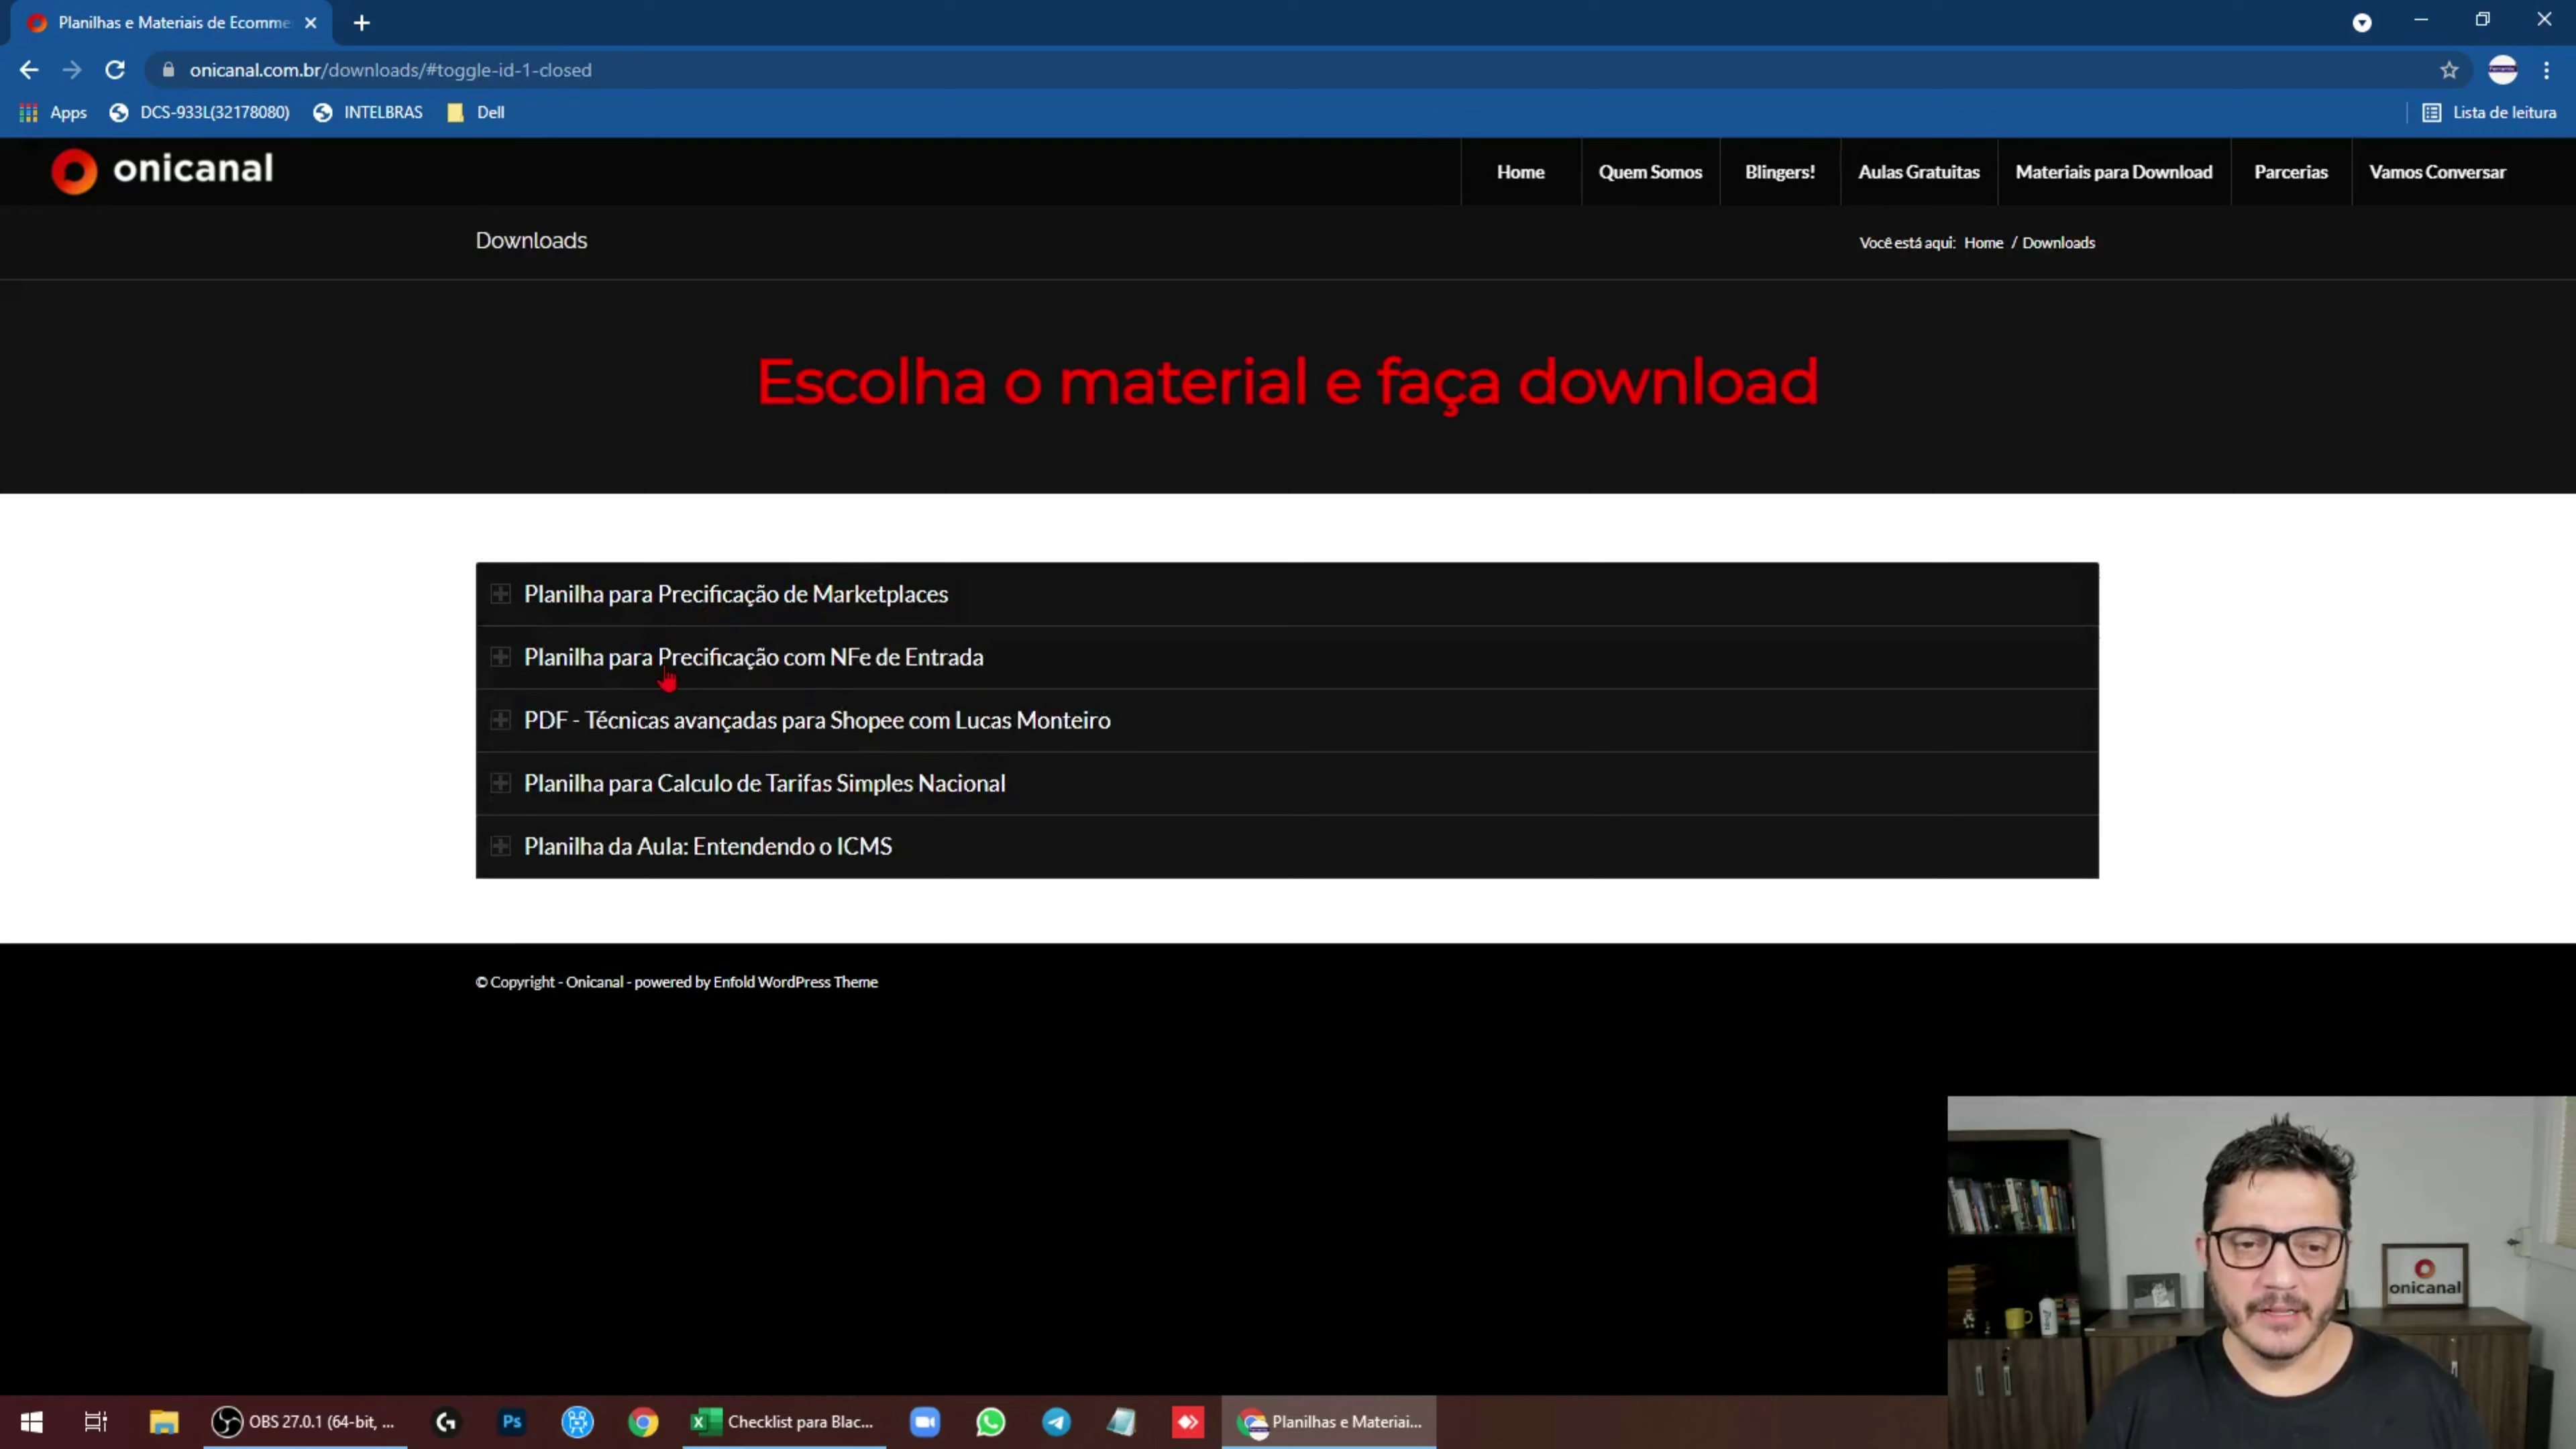 Planilhas e Materiais de Ecomme
onicanal.com.br/downloads/#toggle-id-1-closed
Apps DCS-933L(32178080) INTELBRAS Dell Lista de leitura
onicanal Home Quem Somos Blingers! Aulas Gratuitas Materiais para Download Parcerias Vamos Conversar
Downloads Você está aqui: Home / Downloads
Escolha o material e faça download
Planilha para Precificação de Marketplaces
Planilha para Precificação com NFe de Entrada
PDF - Técnicas avançadas para Shopee com Lucas Monteiro
Planilha para Calculo de Tarifas Simples Nacional
Planilha da Aula: Entendendo o ICMS
© Copyright - Onicanal - powered by Enfold WordPress Theme
onicanal
OBS 27.0.1 (64-bit, ... Ps Checklist para Blac... Planilhas e Materiai...